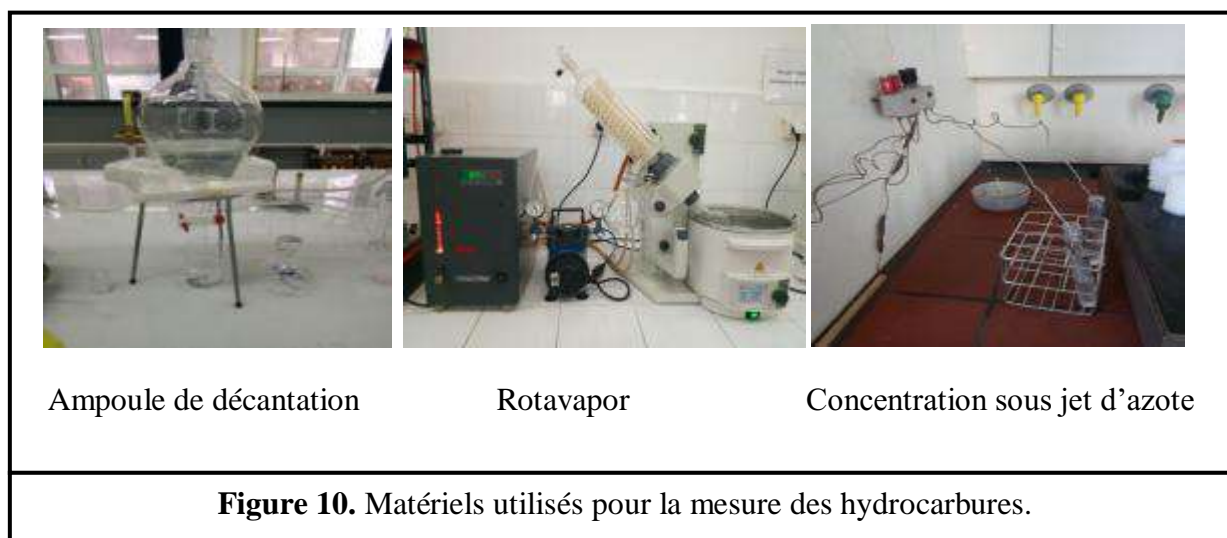 Ampoule de décantation
Rotavapor
Concentration sous jet d’azote
Figure 10. Matériels utilisés pour la mesure des hydrocarbures.